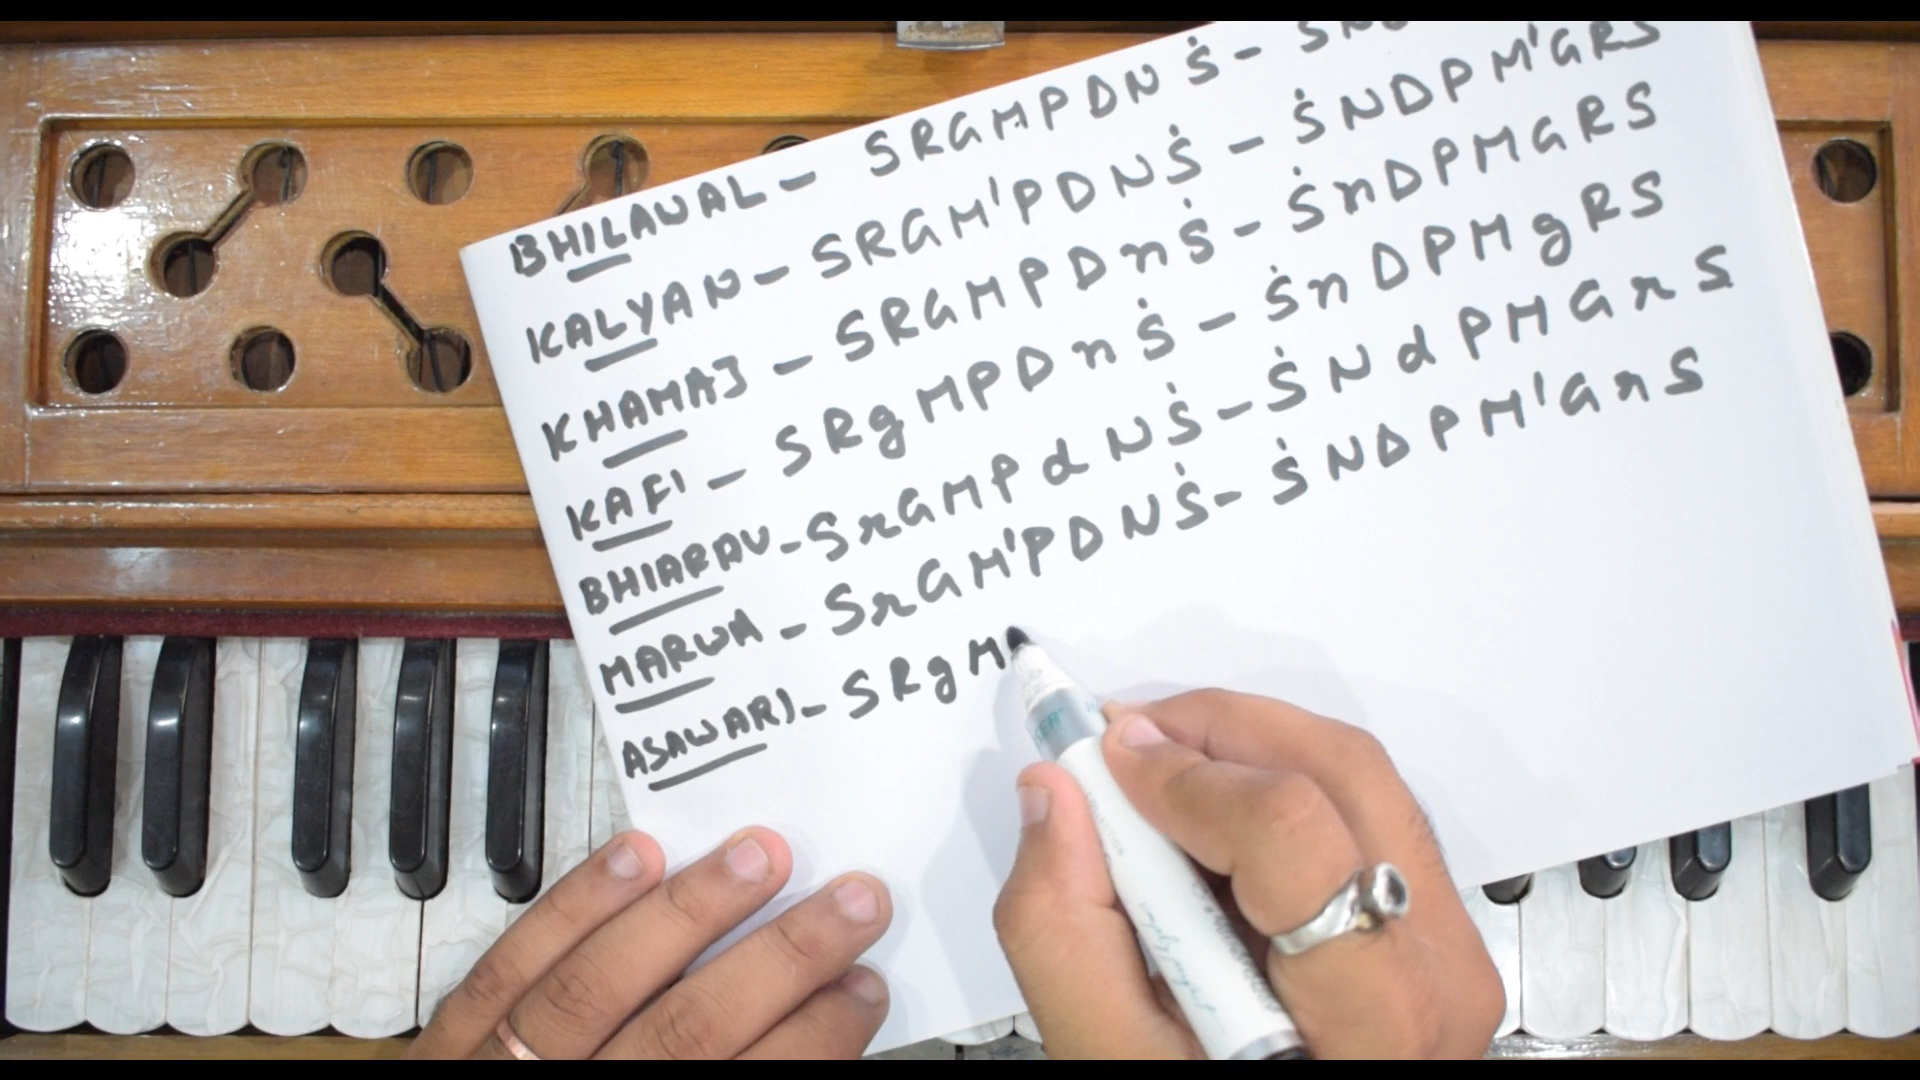 BHILAWAL - SRGMPDNṠ - SN
KALYAN - SRGM'PDNṠ - ṠNDPM'GRS
KHAMAJ - SRGMPDnṠ - ṠnDPMGRS
KAFI - SRgMPDnṠ - ṠnDPMgRS
BHIARAV - SrGMPdNṠ - ṠNdPMGrS
MARWA - SrGM'PDNṠ - ṠNDPM'GrS
ASAWARI - SRgM